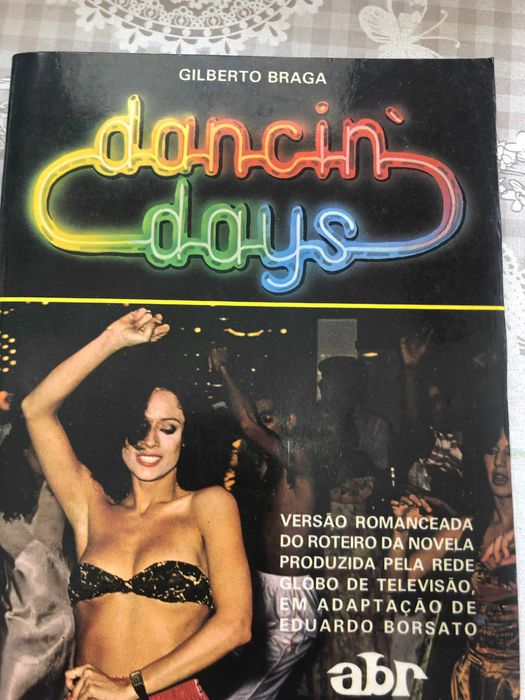 GILBERTO BRAGA
dancin'
days
VERSÃO ROMANCEADA
DO ROTEIRO DA NOVELA
PRODUZIDA PELA REDE
GLOBO DE TELEVISÃO,
EM ADAPTAÇÃO DE
EDUARDO BORSATO
abr